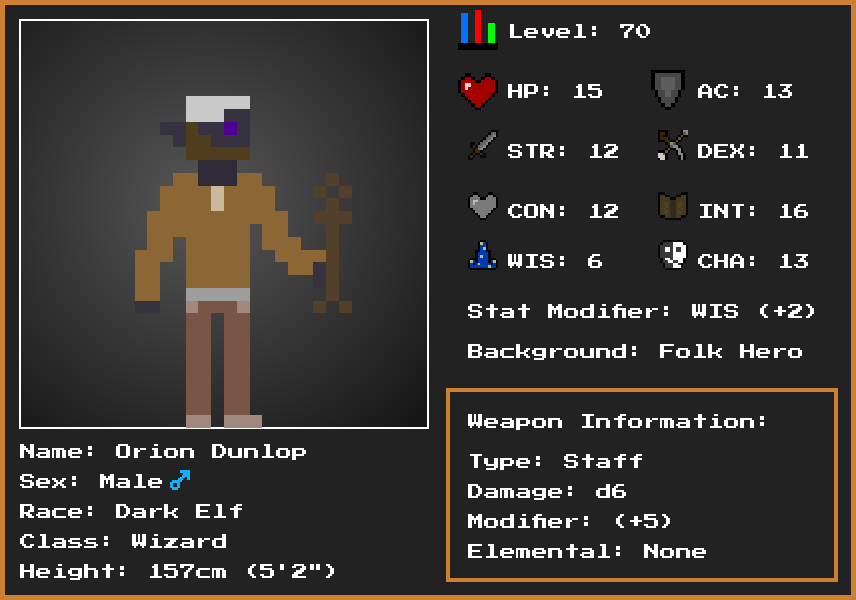 Level: 70
HP: 15
AC: 13
STR: 12
DEX: 11
CON: 12
INT: 16
WIS: 6
CHA: 13
Stat Modifier: WIS (+2)
Background: Folk Hero
Weapon Information:
Type: Staff
Damage: d6
Modifier: (+5)
Elemental: None
Name: Orion Dunlop
Sex: Male♂
Race: Dark Elf
Class: Wizard
Height: 157cm (5'2")